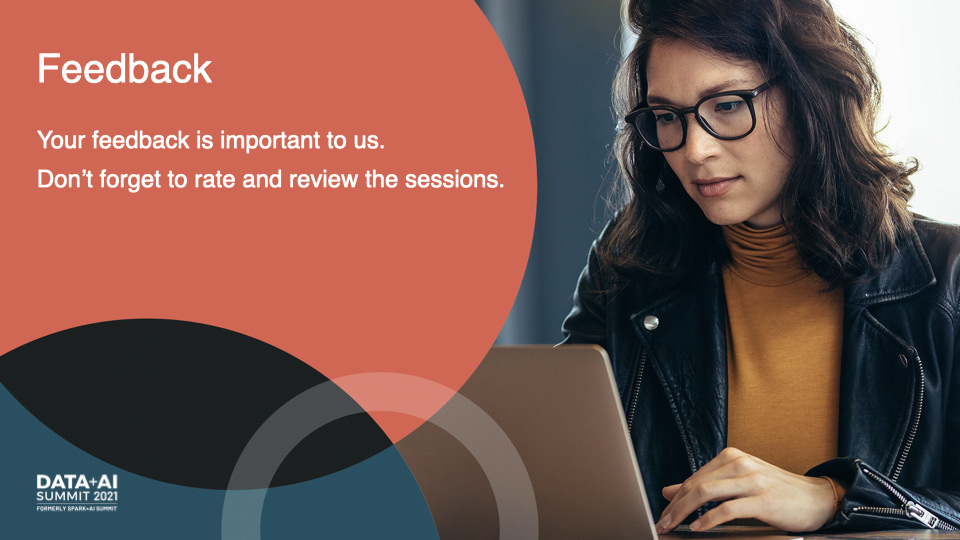 Feedback
Your feedback is important to us.
Don’t forget to rate and review the sessions.
DATA+AI
SUMMIT 2021
FORMERLY SPARK+AI SUMMIT